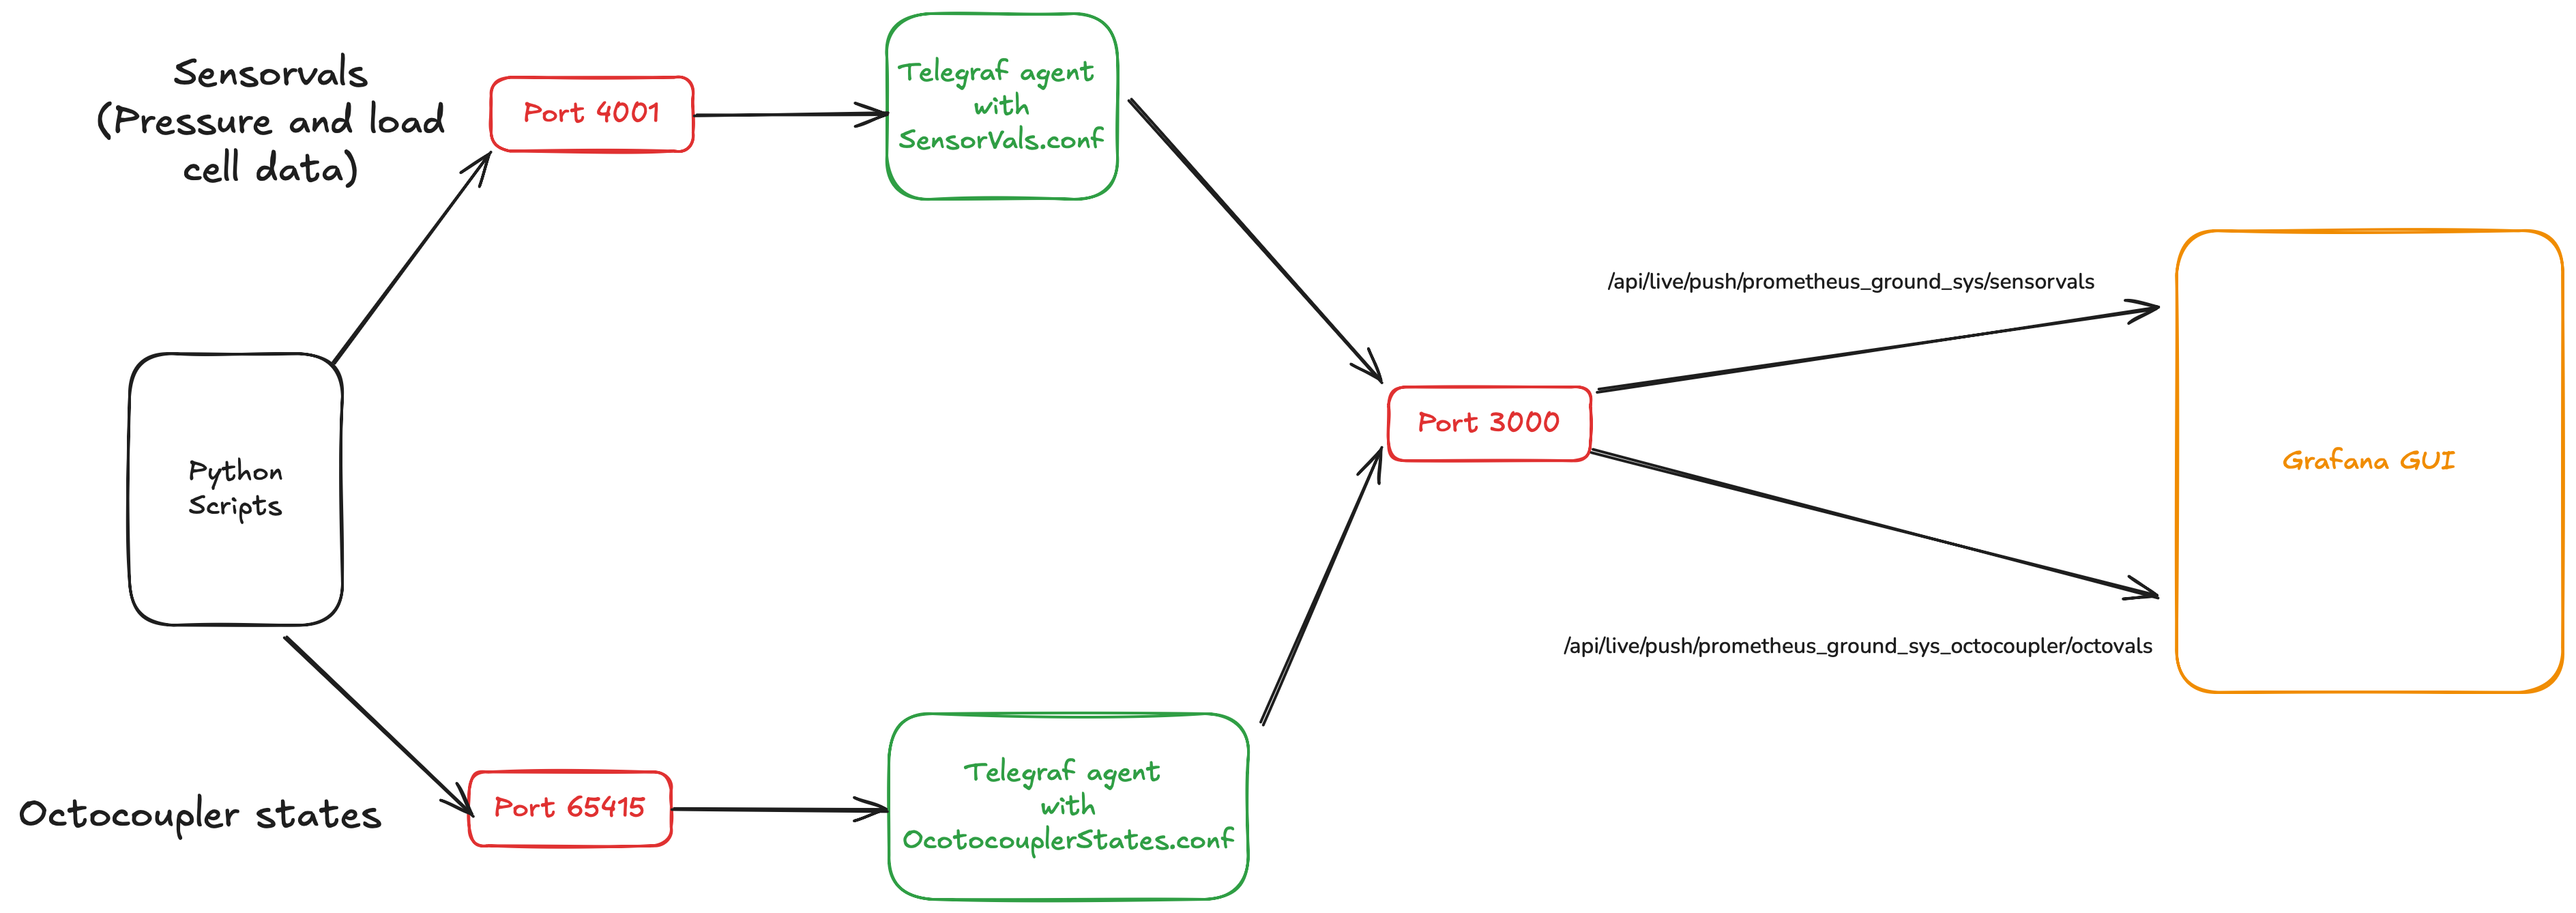 Sensorvals
(Pressure and load
cell data)
Port 4001
Telegraf agent
with
SensorVals.conf
/api/live/push/prometheus_ground_sys/sensorvals
Port 3000
Python
Scripts
Grafana GUI
/api/live/push/prometheus_ground_sys_octocoupler/octovals
Octocoupler states
Port 65415
Telegraf agent
with
OcotocouplerStates.conf